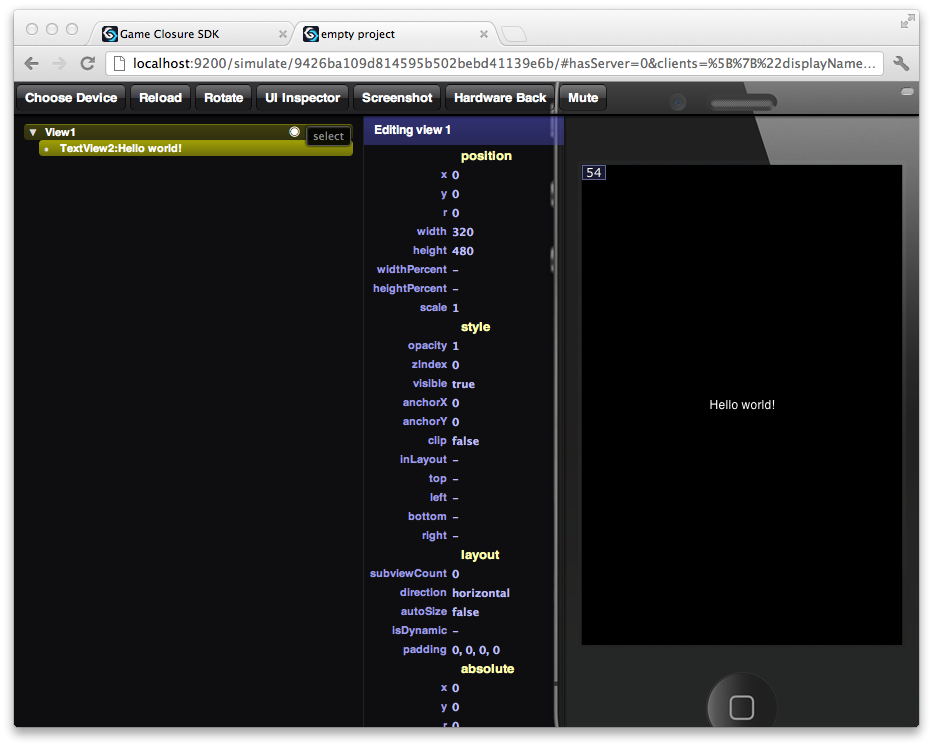 Game Closure SDK
empty project
localhost:9200/simulate/9426ba109d814595b502bebd41139e6b/#hasServer=0&clients=%5B%7B%22displayName...
Choose Device Reload Rotate UI Inspector Screenshot Hardware Back Mute
View1 select
TextView2:Hello world!
Editing view 1
position
x 0
y 0
r 0
width 320
height 480
widthPercent –
heightPercent –
scale 1
style
opacity 1
zIndex 0
visible true
anchorX 0
anchorY 0
clip false
inLayout –
top –
left –
bottom –
right –
layout
subviewCount 0
direction horizontal
autoSize false
isDynamic –
padding 0, 0, 0, 0
absolute
x 0
y 0
r 0
54
Hello world!